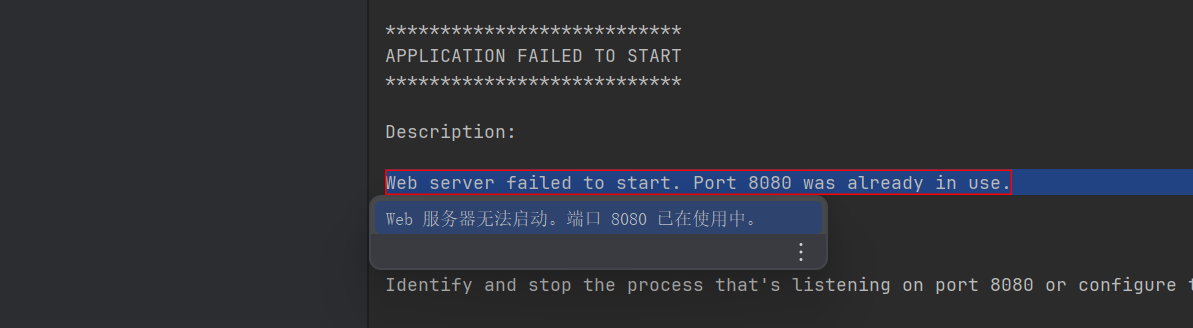 ***************************
APPLICATION FAILED TO START
***************************
Description:
Web server failed to start. Port 8080 was already in use.
Web 服务器无法启动。端口 8080 已在使用中。
Identify and stop the process that's listening on port 8080 or configure